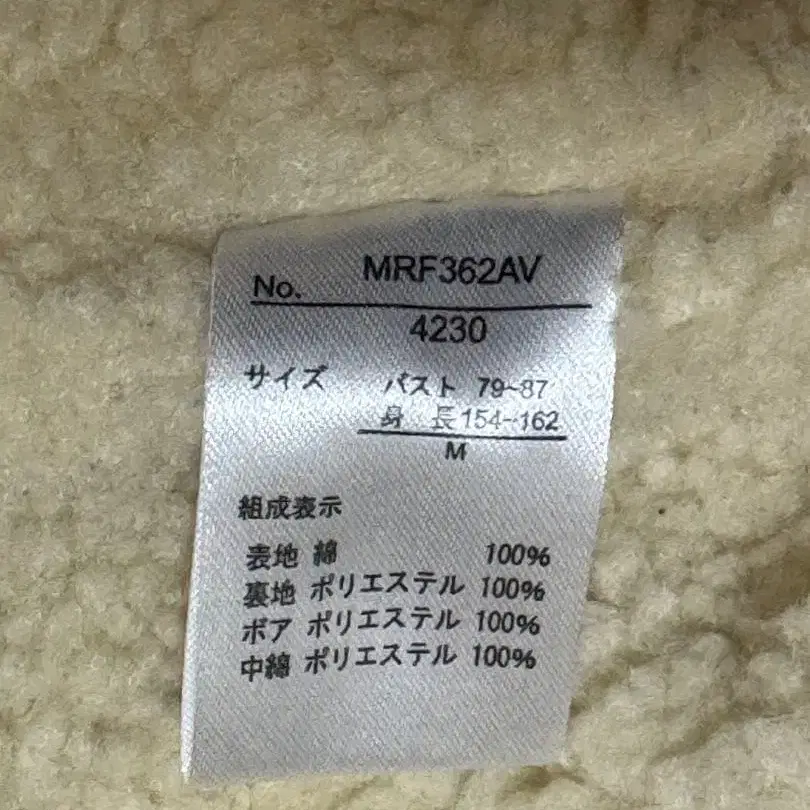 No. MRF362AV
4230
サイズ バスト 79-87
身 長154-162
M
組成表示
表地 綿 100%
裏地 ポリエステル 100%
ボア ポリエステル 100%
中綿 ポリエステル 100%